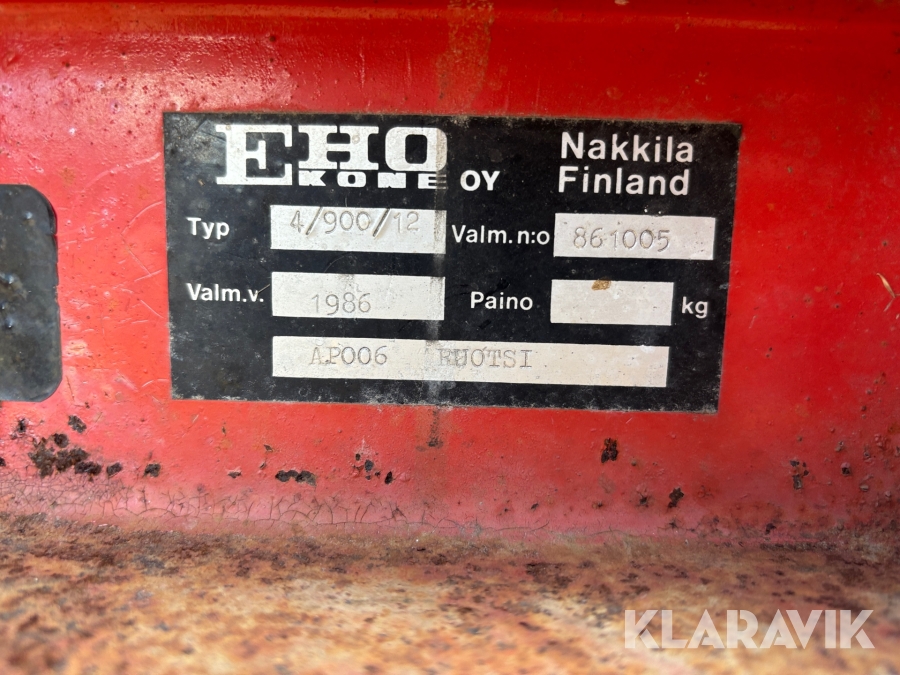 EHO KONE OY Nakkila Finland
Typ 4/900/12 Valm. n:o 861005
Valm.v. 1986 Paino kg
AP006 RUOTSI
KLARAVIK